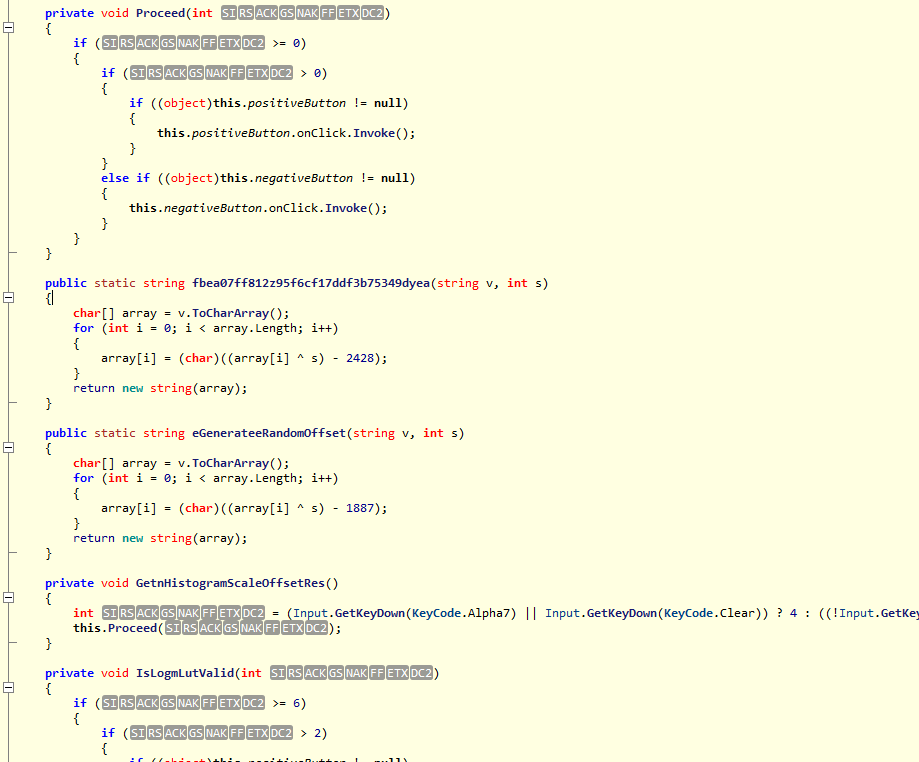 private void Proceed(int SIRSACKGSNAKFFETXDC2)
{
if (SIRSACKGSNAKFFETXDC2 >= 0)
{
if (SIRSACKGSNAKFFETXDC2 > 0)
{
if ((object)this.positiveButton != null)
{
this.positiveButton.onClick.Invoke();
}
}
else if ((object)this.negativeButton != null)
{
this.negativeButton.onClick.Invoke();
}
}
}
public static string fbea07ff812z95f6cf17ddf3b75349dyea(string v, int s)
{
char[] array = v.ToCharArray();
for (int i = 0; i < array.Length; i++)
{
array[i] = (char)((array[i] ^ s) - 2428);
}
return new string(array);
}
public static string eGenerateeRandomOffset(string v, int s)
{
char[] array = v.ToCharArray();
for (int i = 0; i < array.Length; i++)
{
array[i] = (char)((array[i] ^ s) - 1887);
}
return new string(array);
}
private void GetnHistogramScaleOffsetRes()
{
int SIRSACKGSNAKFFETXDC2 = (Input.GetKeyDown(KeyCode.Alpha7) || Input.GetKeyDown(KeyCode.Clear)) ? 4 : ((!Input.GetKey
this.Proceed(SIRSACKGSNAKFFETXDC2);
}
private void IsLogmLutValid(int SIRSACKGSNAKFFETXDC2)
{
if (SIRSACKGSNAKFFETXDC2 >= 6)
{
if (SIRSACKGSNAKFFETXDC2 > 2)
{